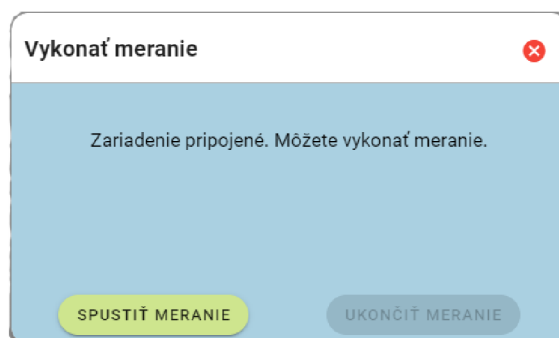 Vykonať meranie
Zariadenie pripojené. Môžete vykonať meranie.
SPUSTIŤ MERANIE
UKONČIŤ MERANIE